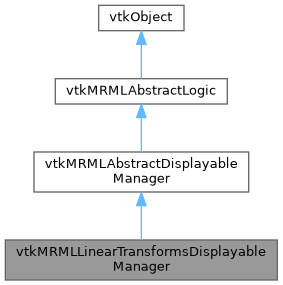 vtkObject
vtkMRMLAbstractLogic
vtkMRMLAbstractDisplayable
Manager
vtkMRMLLinearTransformsDisplayable
Manager